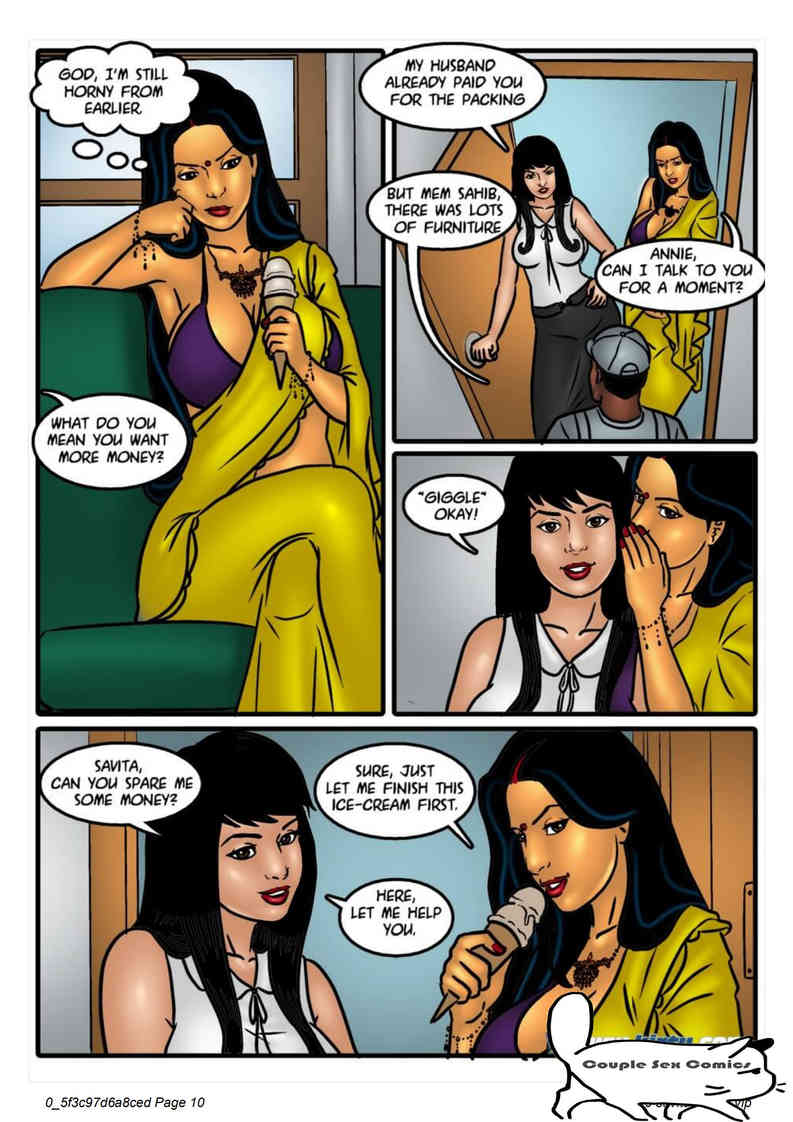 GOD, I'M STILL
HORNY FROM
EARLIER.
WHAT DO YOU
MEAN YOU WANT
MORE MONEY?
MY HUSBAND
ALREADY PAID YOU
FOR THE PACKING
BUT MEM SAHIB,
THERE WAS LOTS
OF FURNITURE
ANNIE,
CAN I TALK TO YOU
FOR A MOMENT?
*GIGGLE*
OKAY!
SAVITA,
CAN YOU SPARE ME
SOME MONEY?
SURE, JUST
LET ME FINISH THIS
ICE-CREAM FIRST.
HERE,
LET ME HELP
YOU.
Couple Sex Comics
0_5f3c97d6a8ced Page 10